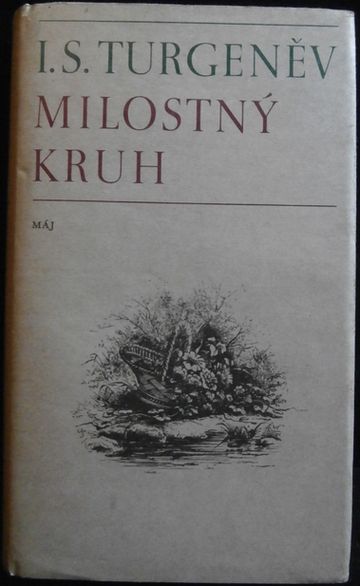 I. S. TURGENĚV
MILOSTNÝ
KRUH
MÁJ